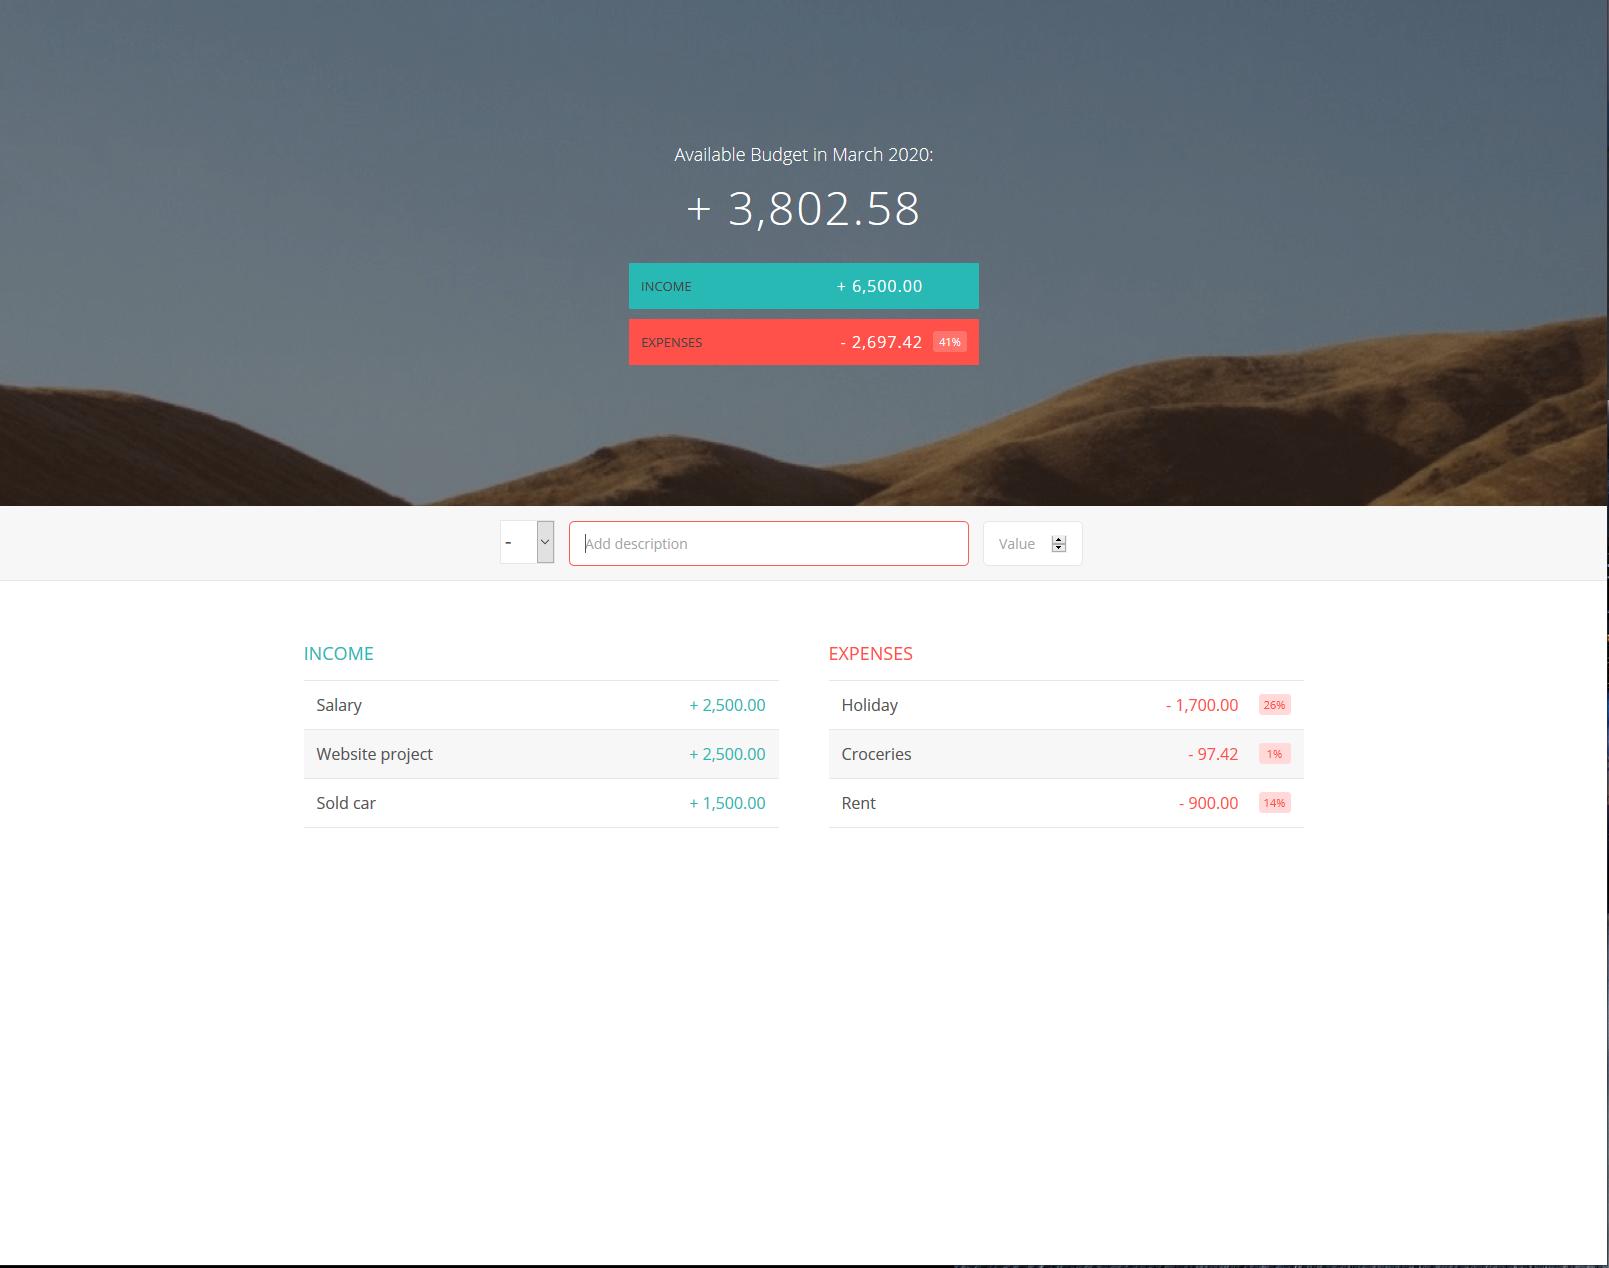 Available Budget in March 2020:
+ 3,802.58
INCOME + 6,500.00
EXPENSES - 2,697.42 41%
- Add description Value
INCOME
Salary + 2,500.00
Website project + 2,500.00
Sold car + 1,500.00
EXPENSES
Holiday - 1,700.00 26%
Croceries - 97.42 1%
Rent - 900.00 14%